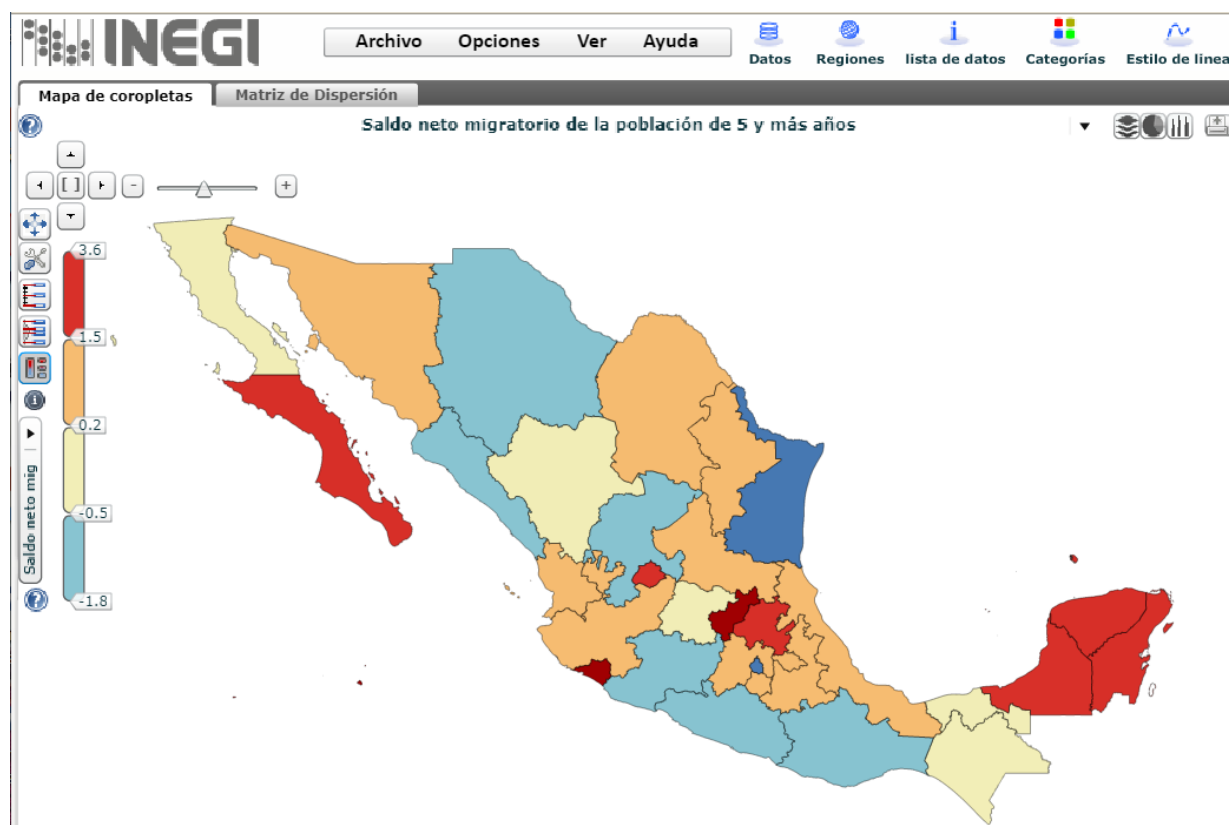 INEGI
Archivo Opciones Ver Ayuda
Datos Regiones lista de datos Categorías Estilo de linea
Mapa de coropletas Matriz de Dispersión
Saldo neto migratorio de la población de 5 y más años
3.6
1.5
0.2
-0.5
-1.8
Saldo neto mig